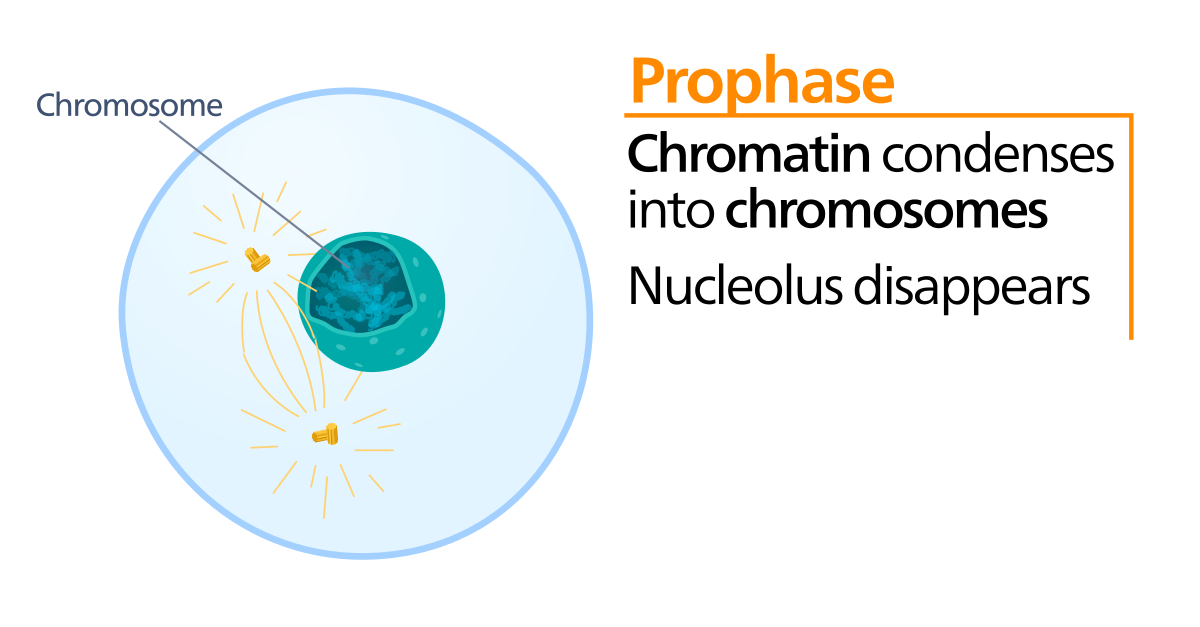 Chromosome
Prophase
Chromatin condenses
into chromosomes
Nucleolus disappears